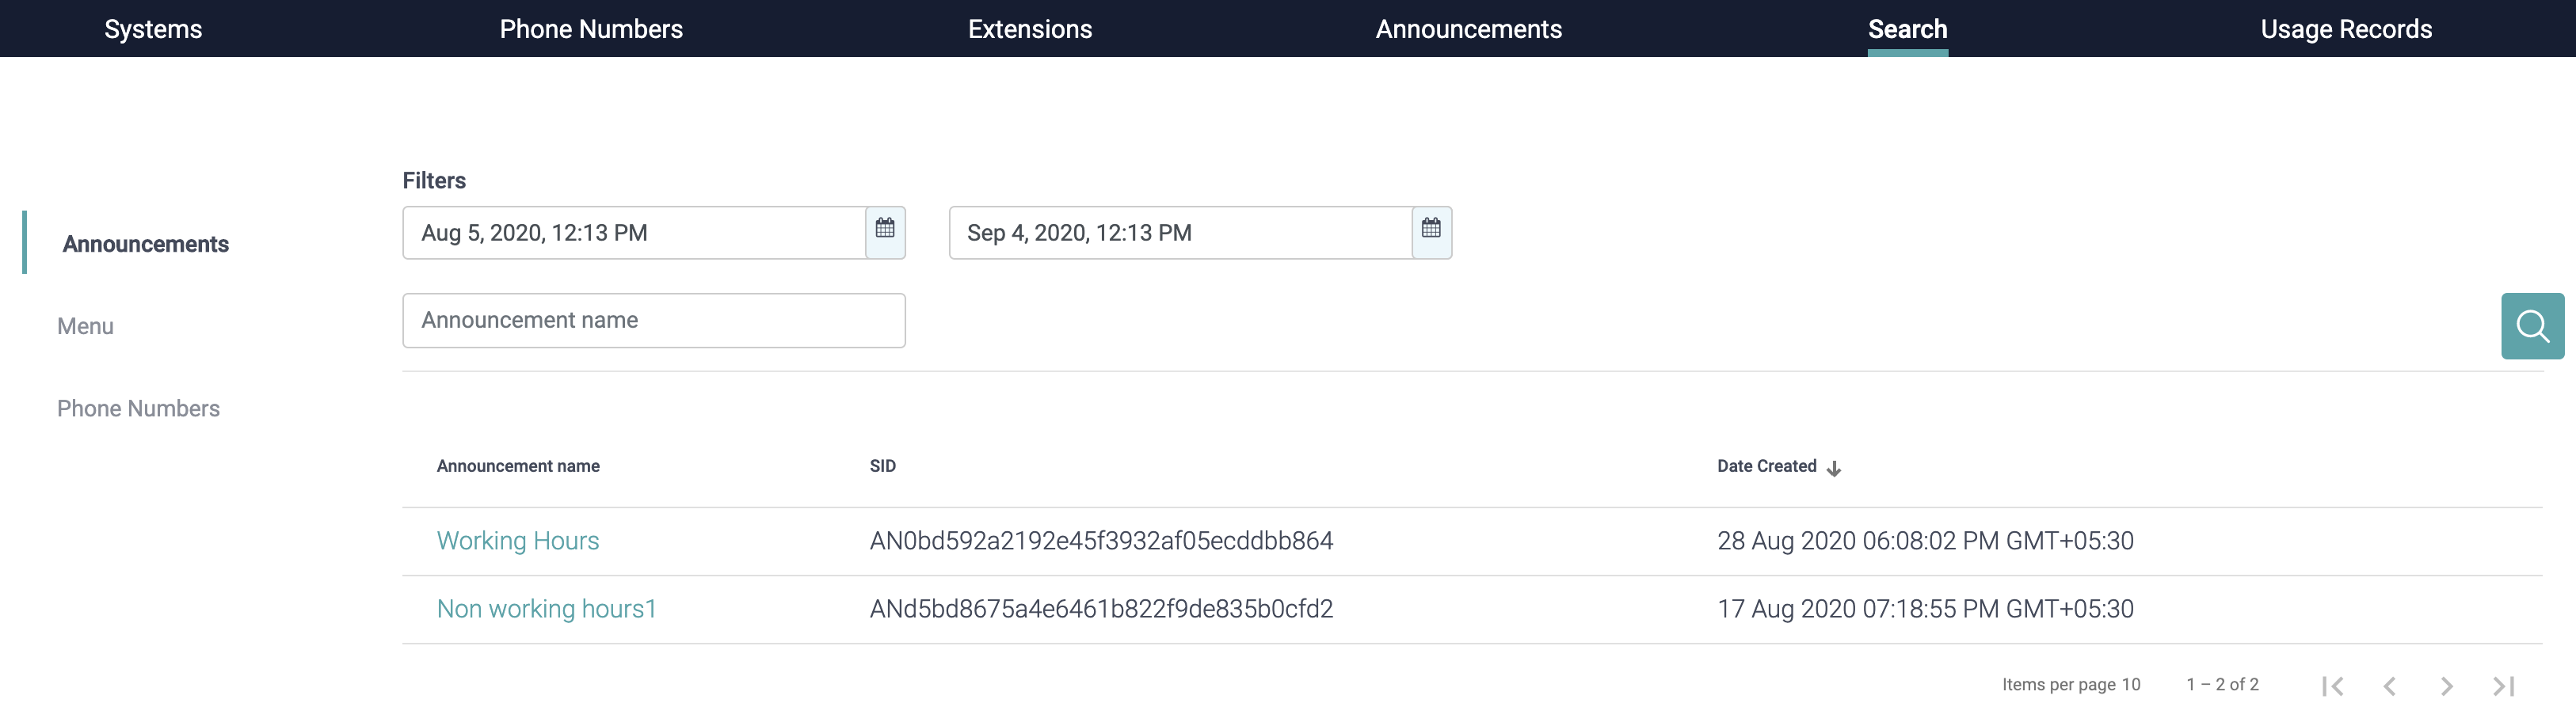 Systems Phone Numbers Extensions Announcements Search Usage Records
Filters
Aug 5, 2020, 12:13 PM Sep 4, 2020, 12:13 PM
Announcements
Announcement name
Menu
Phone Numbers
Announcement name SID Date Created
Working Hours AN0bd592a2192e45f3932af05ecddbb864 28 Aug 2020 06:08:02 PM GMT+05:30
Non working hours1 ANd5bd8675a4e6461b822f9de835b0cfd2 17 Aug 2020 07:18:55 PM GMT+05:30
Items per page 10 1 – 2 of 2